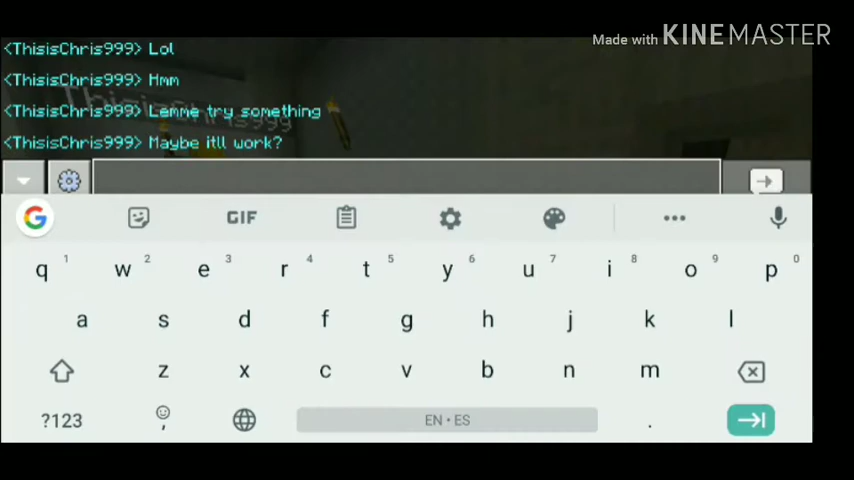 Made with KINEMASTER
<ThisisChris999> Lol
<ThisisChris999> Hmm
<ThisisChris999> Lemme try something
ThisisChris999
<ThisisChris999> Maybe itll work?
G GIF
q 1 w 2 e 3 r 4 t 5 y 6 u 7 i 8 o 9 p 0
a s d f g h j k l
z x c v b n m
?123 , EN • ES .